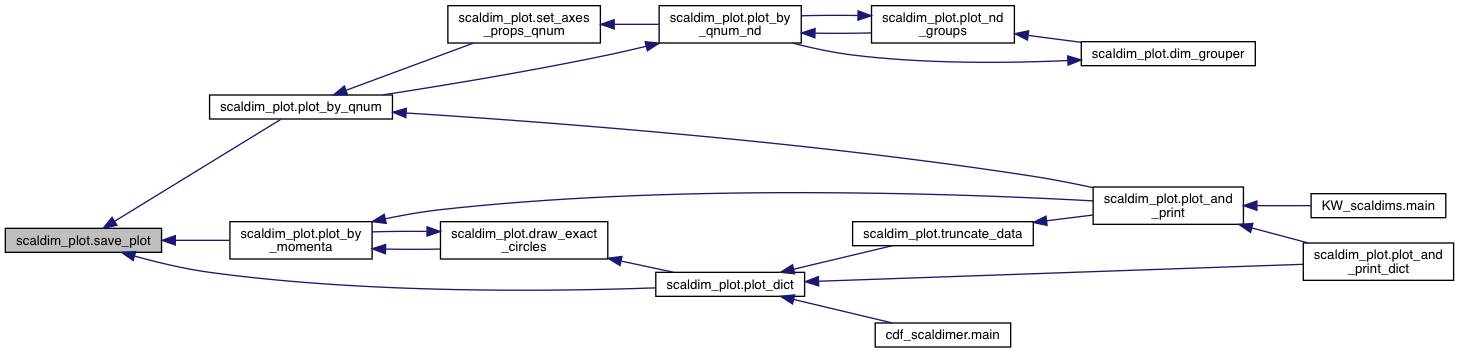 scaldim_plot.set_axes
_props_qnum
scaldim_plot.plot_by
_qnum_nd
scaldim_plot.plot_nd
_groups
scaldim_plot.dim_grouper
scaldim_plot.plot_by_qnum
scaldim_plot.plot_and
_print
KW_scaldims.main
scaldim_plot.save_plot
scaldim_plot.plot_by
_momenta
scaldim_plot.draw_exact
_circles
scaldim_plot.truncate_data
scaldim_plot.plot_and
_print_dict
scaldim_plot.plot_dict
cdf_scaldimer.main